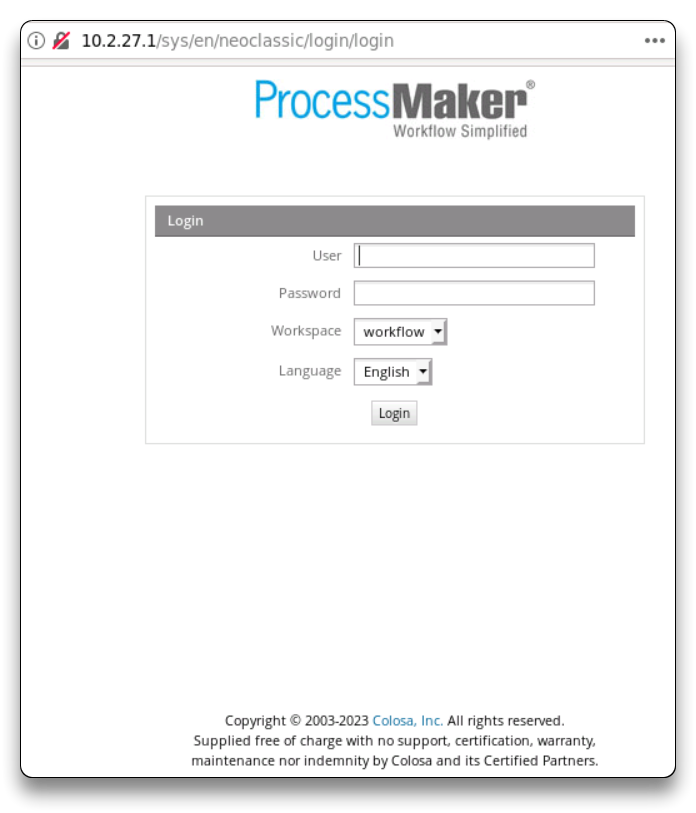 10.2.27.1/sys/en/neoclassic/login/login
ProcessMaker®
Workflow Simplified
Login
User
Password
Workspace workflow
Language English
Login
Copyright © 2003-2023 Colosa, Inc. All rights reserved.
Supplied free of charge with no support, certification, warranty,
maintenance nor indemnity by Colosa and its Certified Partners.